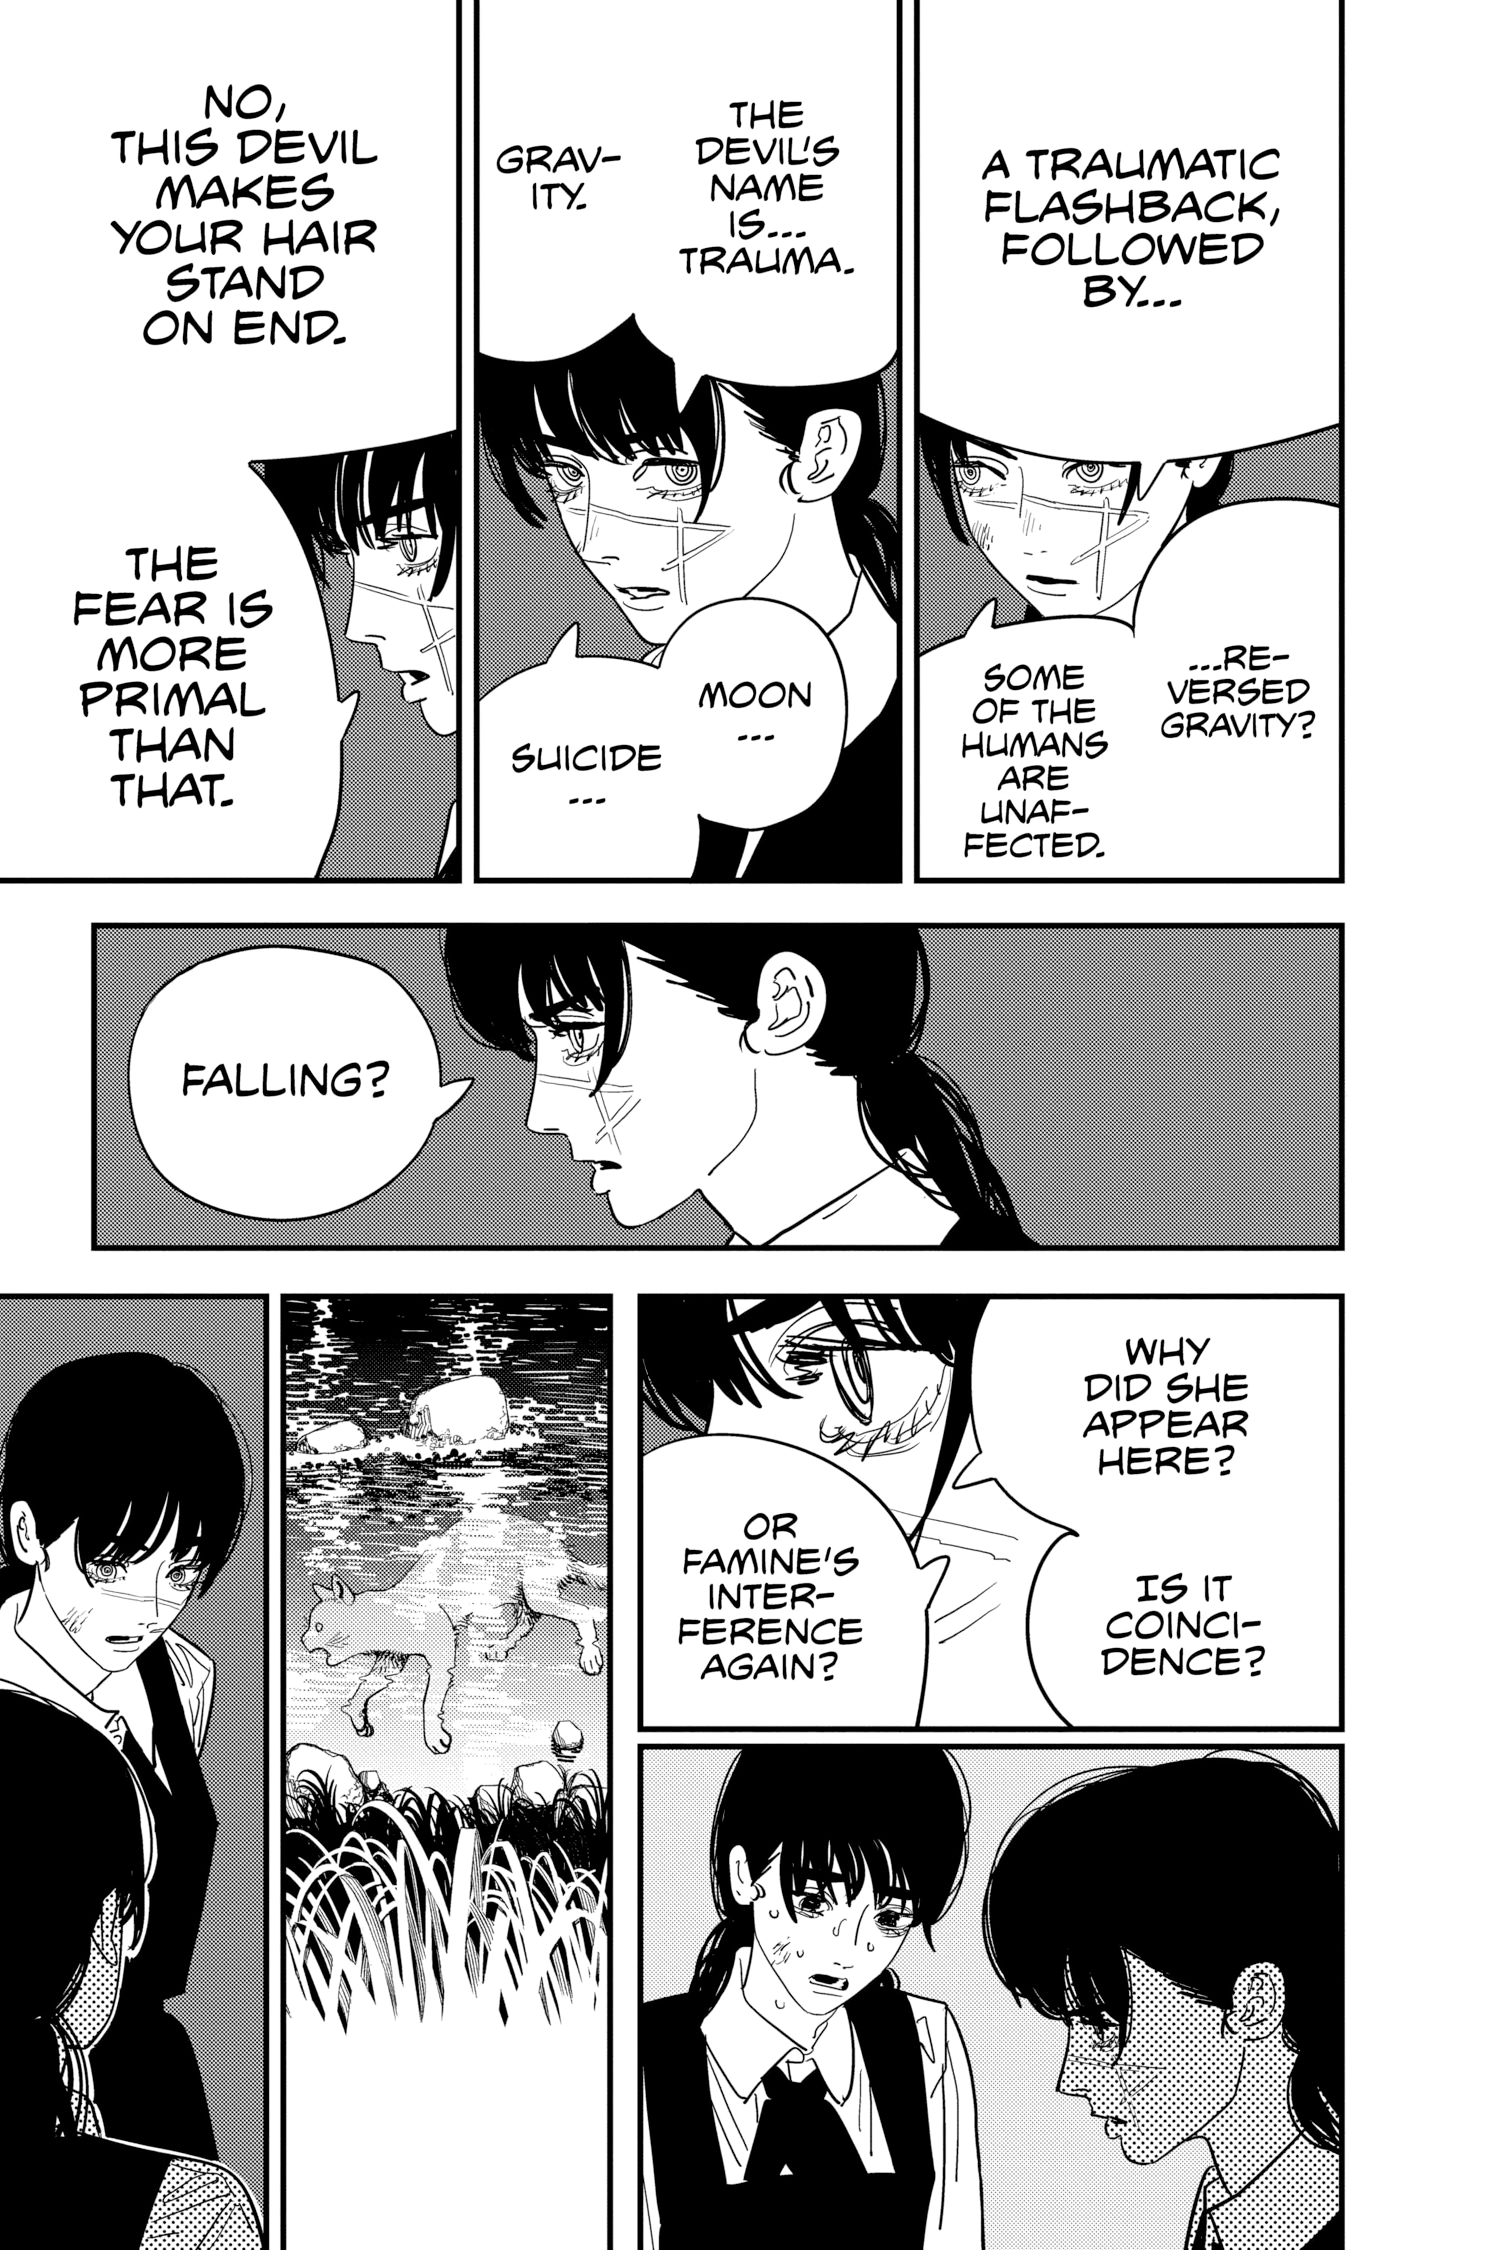 A TRAUMATIC
FLASHBACK,
FOLLOWED
BY...
...RE-
VERSED
GRAVITY?
SOME
OF THE
HUMANS
ARE
UNAF-
FECTED.
THE
DEVIL'S
NAME
IS...
TRAUMA.
GRAV-
ITY.
MOON
...
SUICIDE
...
NO,
THIS DEVIL
MAKES
YOUR HAIR
STAND
ON END.
THE
FEAR IS
MORE
PRIMAL
THAN
THAT.
FALLING?
WHY
DID SHE
APPEAR
HERE?
IS IT
COINCI-
DENCE?
OR
FAMINE'S
INTER-
FERENCE
AGAIN?